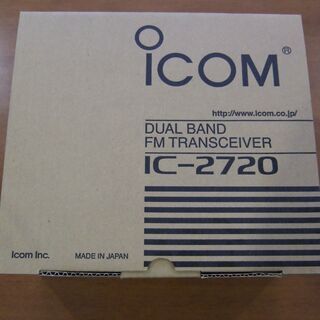 ICOM ®
http://www.icom.co.jp/
DUAL BAND
FM TRANSCEIVER
IC-2720
Icom Inc.
MADE IN JAPAN